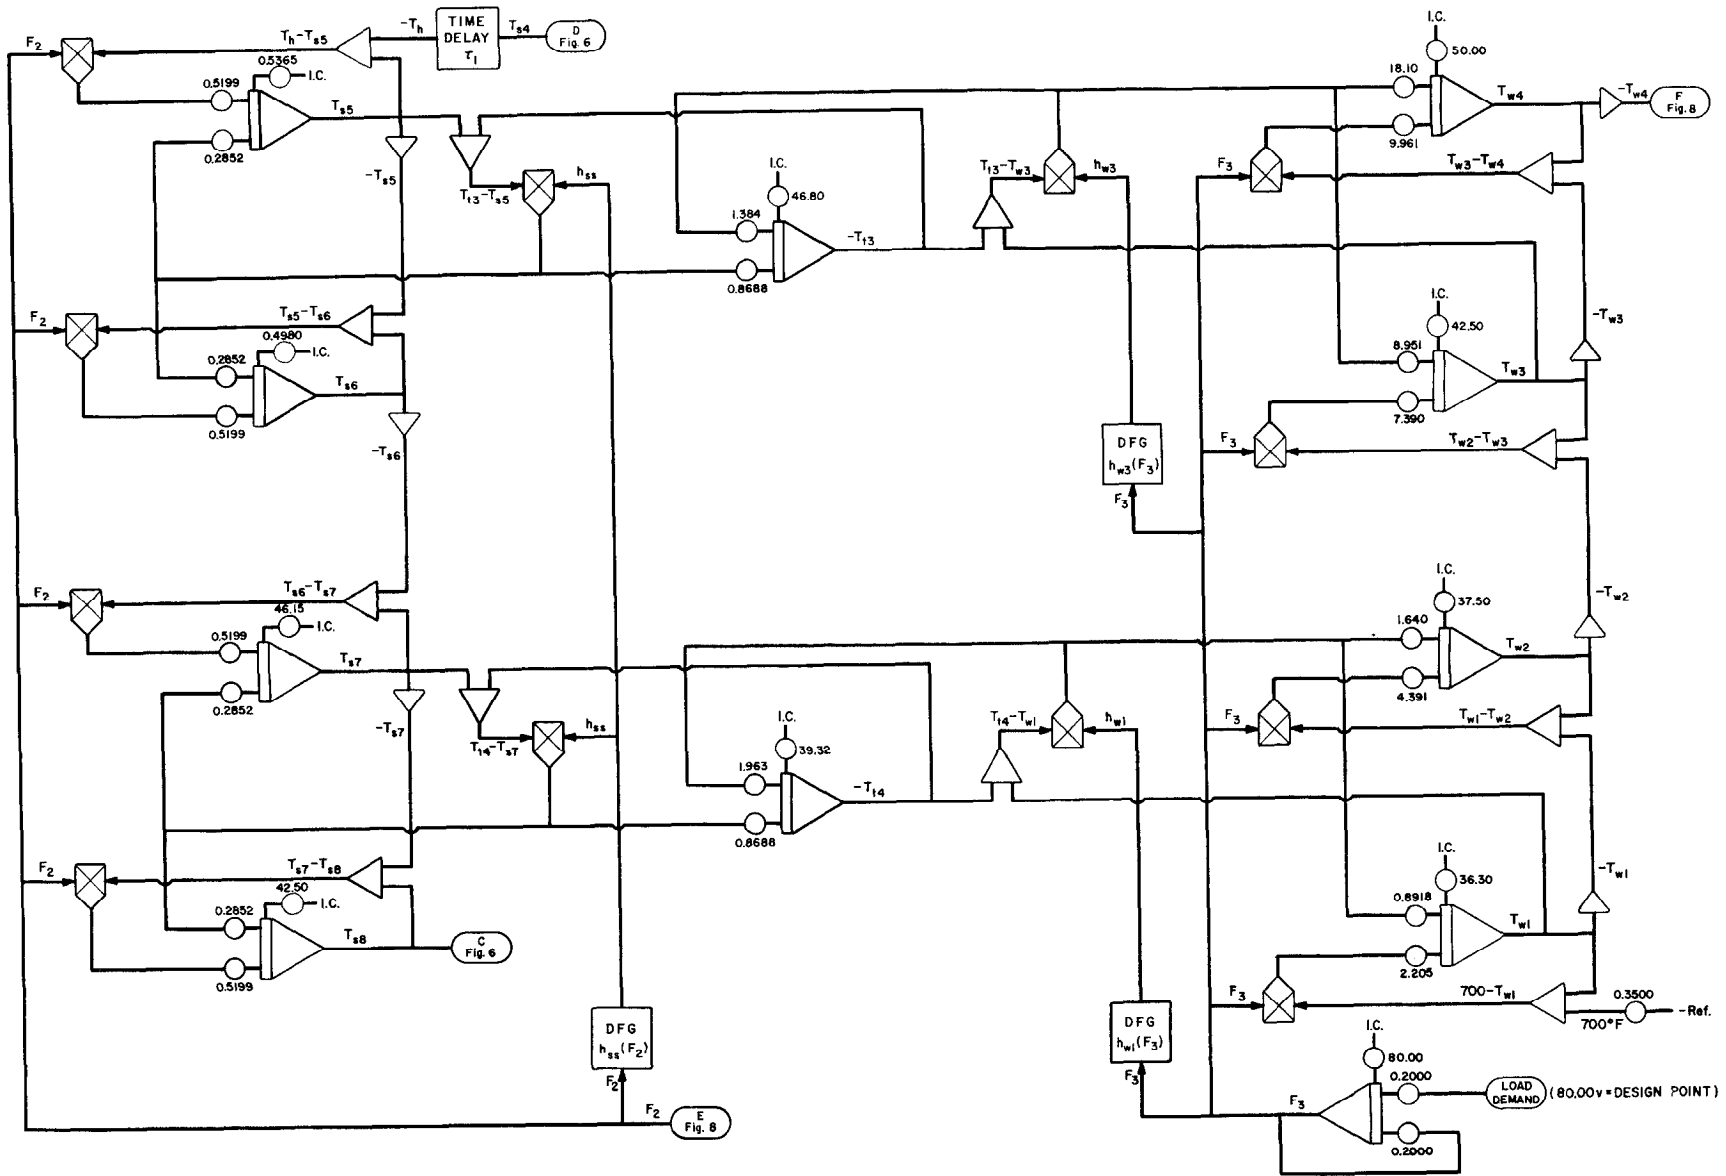 F2
Th-Ts5
-Th
TIME
DELAY
τ1
Ts4
D
Fig. 6
0.5365
I.C.
0.5199
Ts5
0.2852
-Ts5
Tt3-Ts5
hss
I.C.
46.80
1.384
-Tt3
0.8688
Tt3-Tw3
hw3
I.C.
50.00
18.10
Tw4
-Tw4
F
Fig. 8
9.961
F3
Tw3-Tw4
F2
Ts5-Ts6
0.4980
I.C.
0.2852
Ts6
0.5199
-Ts6
I.C.
42.50
8.951
Tw3
-Tw3
7.390
F3
Tw2-Tw3
DFG
hw3(F3)
F3
F2
Ts6-Ts7
46.15
I.C.
0.5199
Ts7
0.2852
-Ts7
Tt4-Ts7
hss
I.C.
39.32
1.963
-Tt4
0.8688
Tt4-Tw1
hw1
I.C.
37.50
1.640
Tw2
-Tw2
4.391
F3
Tw1-Tw2
F2
Ts7-Ts8
42.50
I.C.
0.2852
Ts8
C
Fig. 6
0.5199
I.C.
36.30
0.8918
Tw1
-Tw1
2.205
F3
700-Tw1
0.3500
700°F
-Ref.
DFG
hss(F2)
F2
F2
E
Fig. 8
DFG
hw1(F3)
F3
I.C.
80.00
0.2000
F3
LOAD
DEMAND
(80.00v=DESIGN POINT)
0.2000